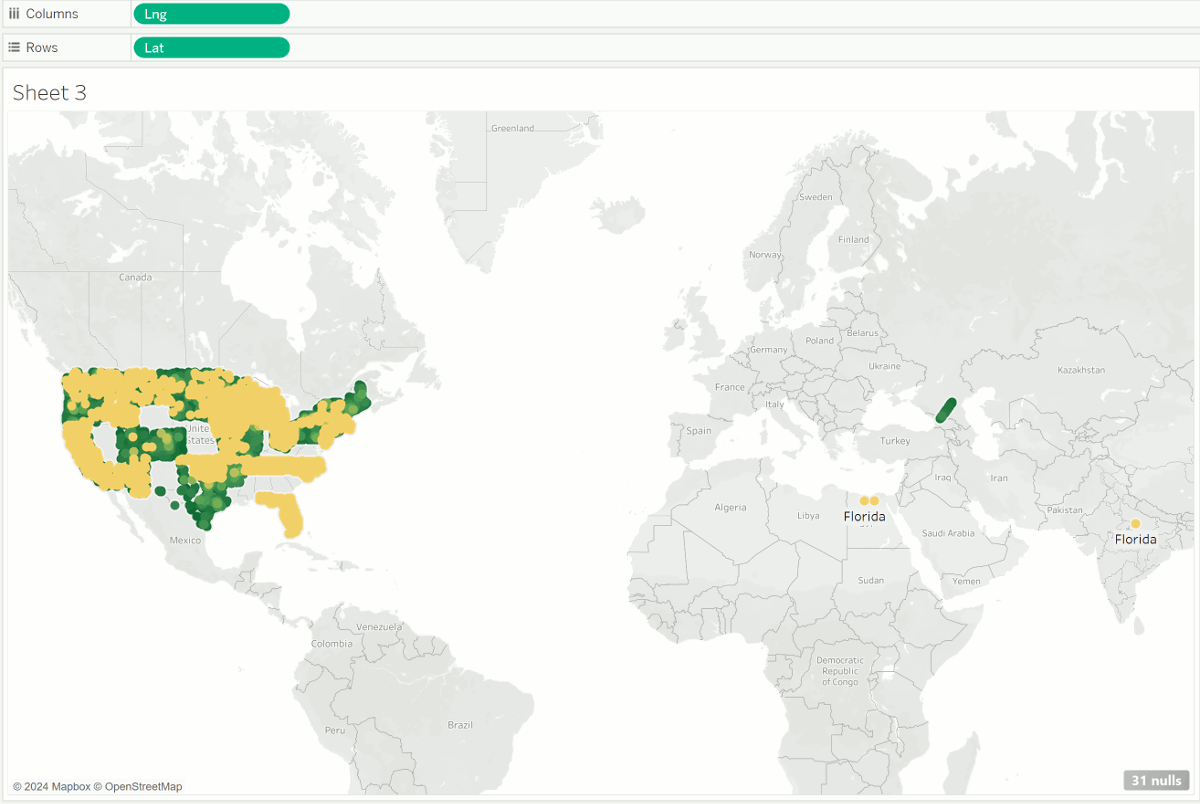 Columns
Lng
Rows
Lat
Sheet 3
Greenland
Sweden
Finland
Norway
Canada
Belarus
Poland
Germany
Ukraine
Kazakhstan
France
Italy
United
States
Spain
Turkey
Iraq
Iran
Algeria
Libya
Pakistan
Florida
Saudi Arabia
Florida
Mexico
Sudan
Yemen
Venezuela
Colombia
Democratic
Republic
of Congo
Brazil
Peru
© 2024 Mapbox © OpenStreetMap
31 nulls